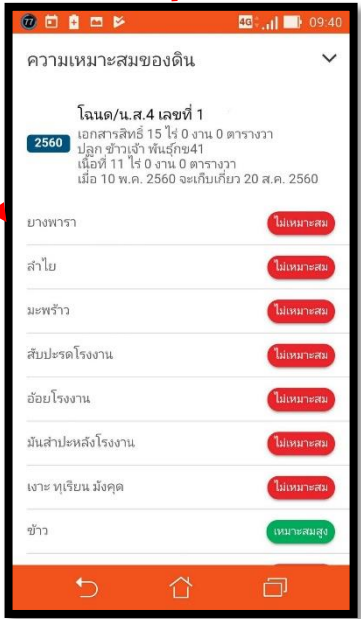 77 4G 09:40
ความเหมาะสมของดิน
โฉนด/น.ส.4 เลขที่ 1
2560
เอกสารสิทธิ์ 15 ไร่ 0 งาน 0 ตารางวา
ปลูก ข้าวเจ้า พันธุ์กข41
เนื้อที่ 11 ไร่ 0 งาน 0 ตารางวา
เมื่อ 10 พ.ค. 2560 จะเก็บเกี่ยว 20 ส.ค. 2560
ยางพารา ไม่เหมาะสม
ลำไย ไม่เหมาะสม
มะพร้าว ไม่เหมาะสม
สับปะรดโรงงาน ไม่เหมาะสม
อ้อยโรงงาน ไม่เหมาะสม
มันสำปะหลังโรงงาน ไม่เหมาะสม
เงาะ ทุเรียน มังคุด ไม่เหมาะสม
ข้าว เหมาะสมสูง